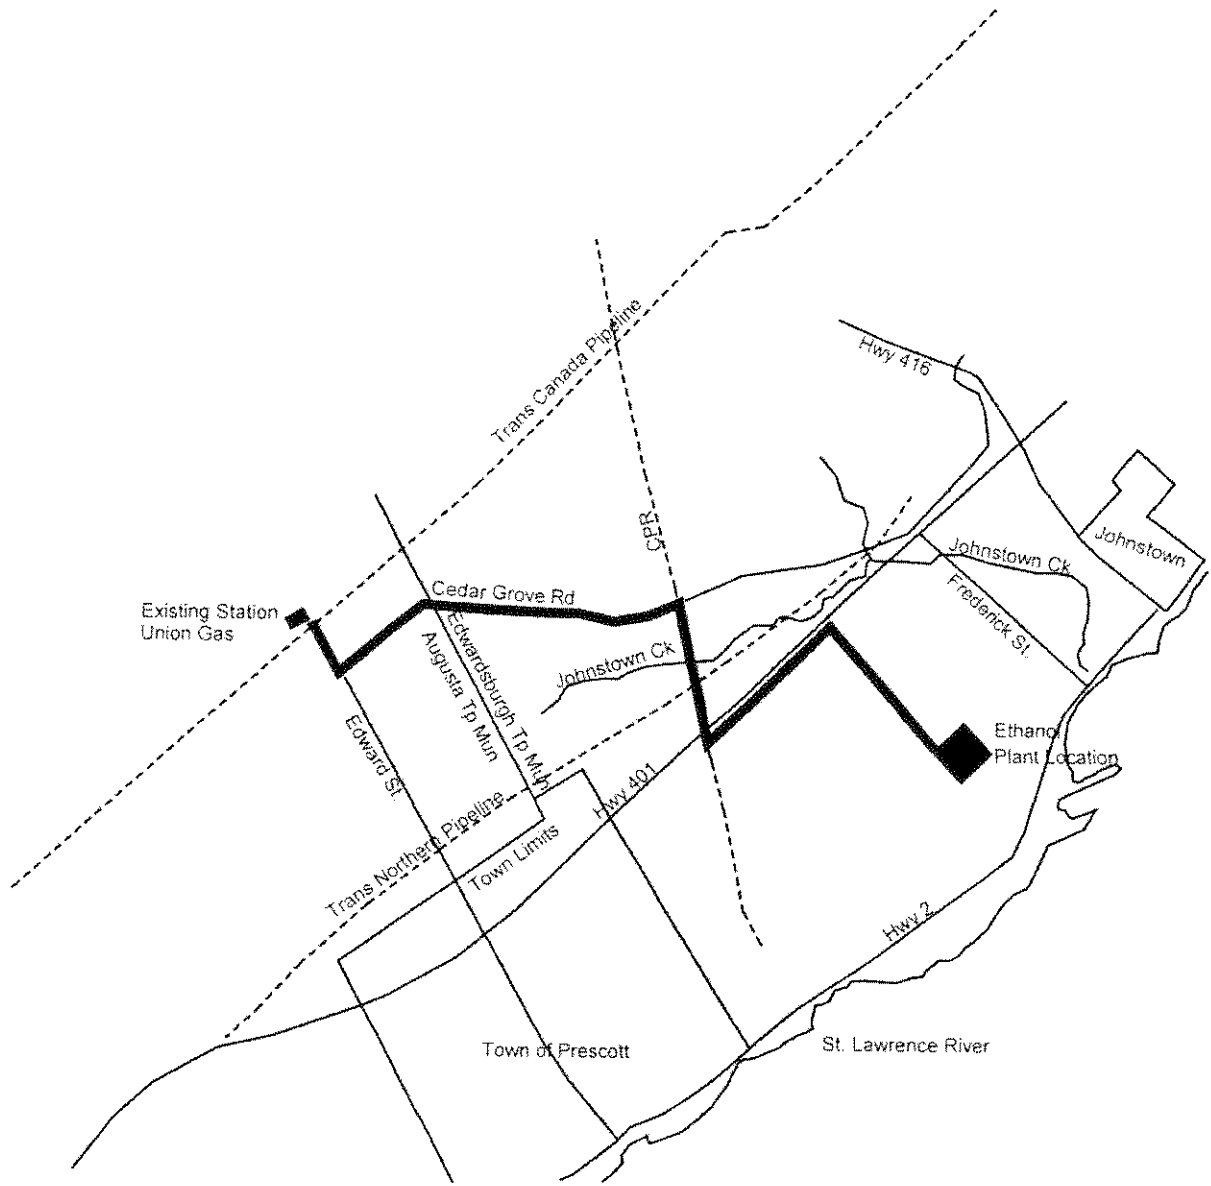 Trans Canada Pipeline
Hwy 416
CPR
Johnstown Ck
Johnstown
Frederick St.
Existing Station
Union Gas
Cedar Grove Rd
Edwardsburgh Tp Mun
Augusta Tp Mun
Johnstown Ck
Edward St.
Ethanol
Plant Location
Hwy 401
Trans Northern Pipeline
Town Limits
Hwy 2
Town of Prescott
St. Lawrence River